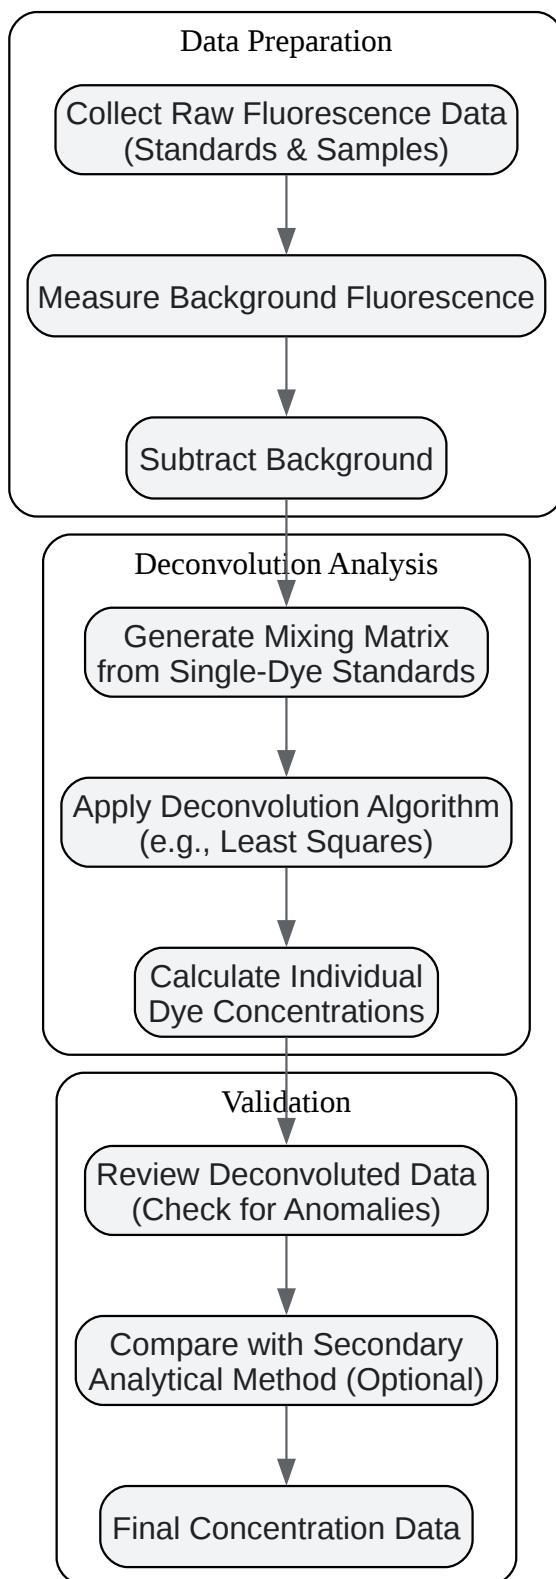 Data Preparation
Collect Raw Fluorescence Data
(Standards & Samples)
Measure Background Fluorescence
Subtract Background
Deconvolution Analysis
Generate Mixing Matrix
from Single-Dye Standards
Apply Deconvolution Algorithm
(e.g., Least Squares)
Calculate Individual
Dye Concentrations
Validation
Review Deconvoluted Data
(Check for Anomalies)
Compare with Secondary
Analytical Method (Optional)
Final Concentration Data